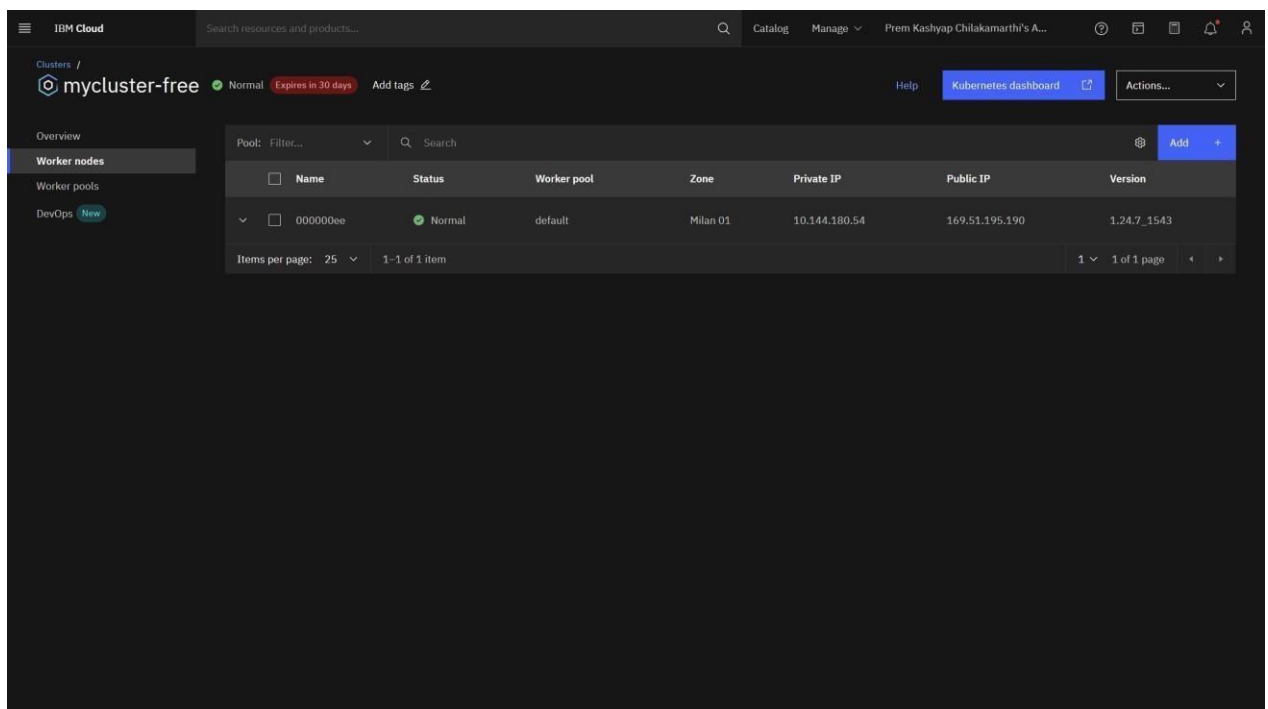 IBM Cloud Search resources and products... Catalog Manage Prem Kashyap Chilakamarthi's A...
Clusters /
mycluster-free Normal Expires in 30 days Add tags Help Kubernetes dashboard Actions...
Overview
Worker nodes
Worker pools
DevOps New
Pool: Filter... Search Add +
Name Status Worker pool Zone Private IP Public IP Version
000000ee Normal default Milan 01 10.144.180.54 169.51.195.190 1.24.7_1543
Items per page: 25 1–1 of 1 item 1 1 of 1 page